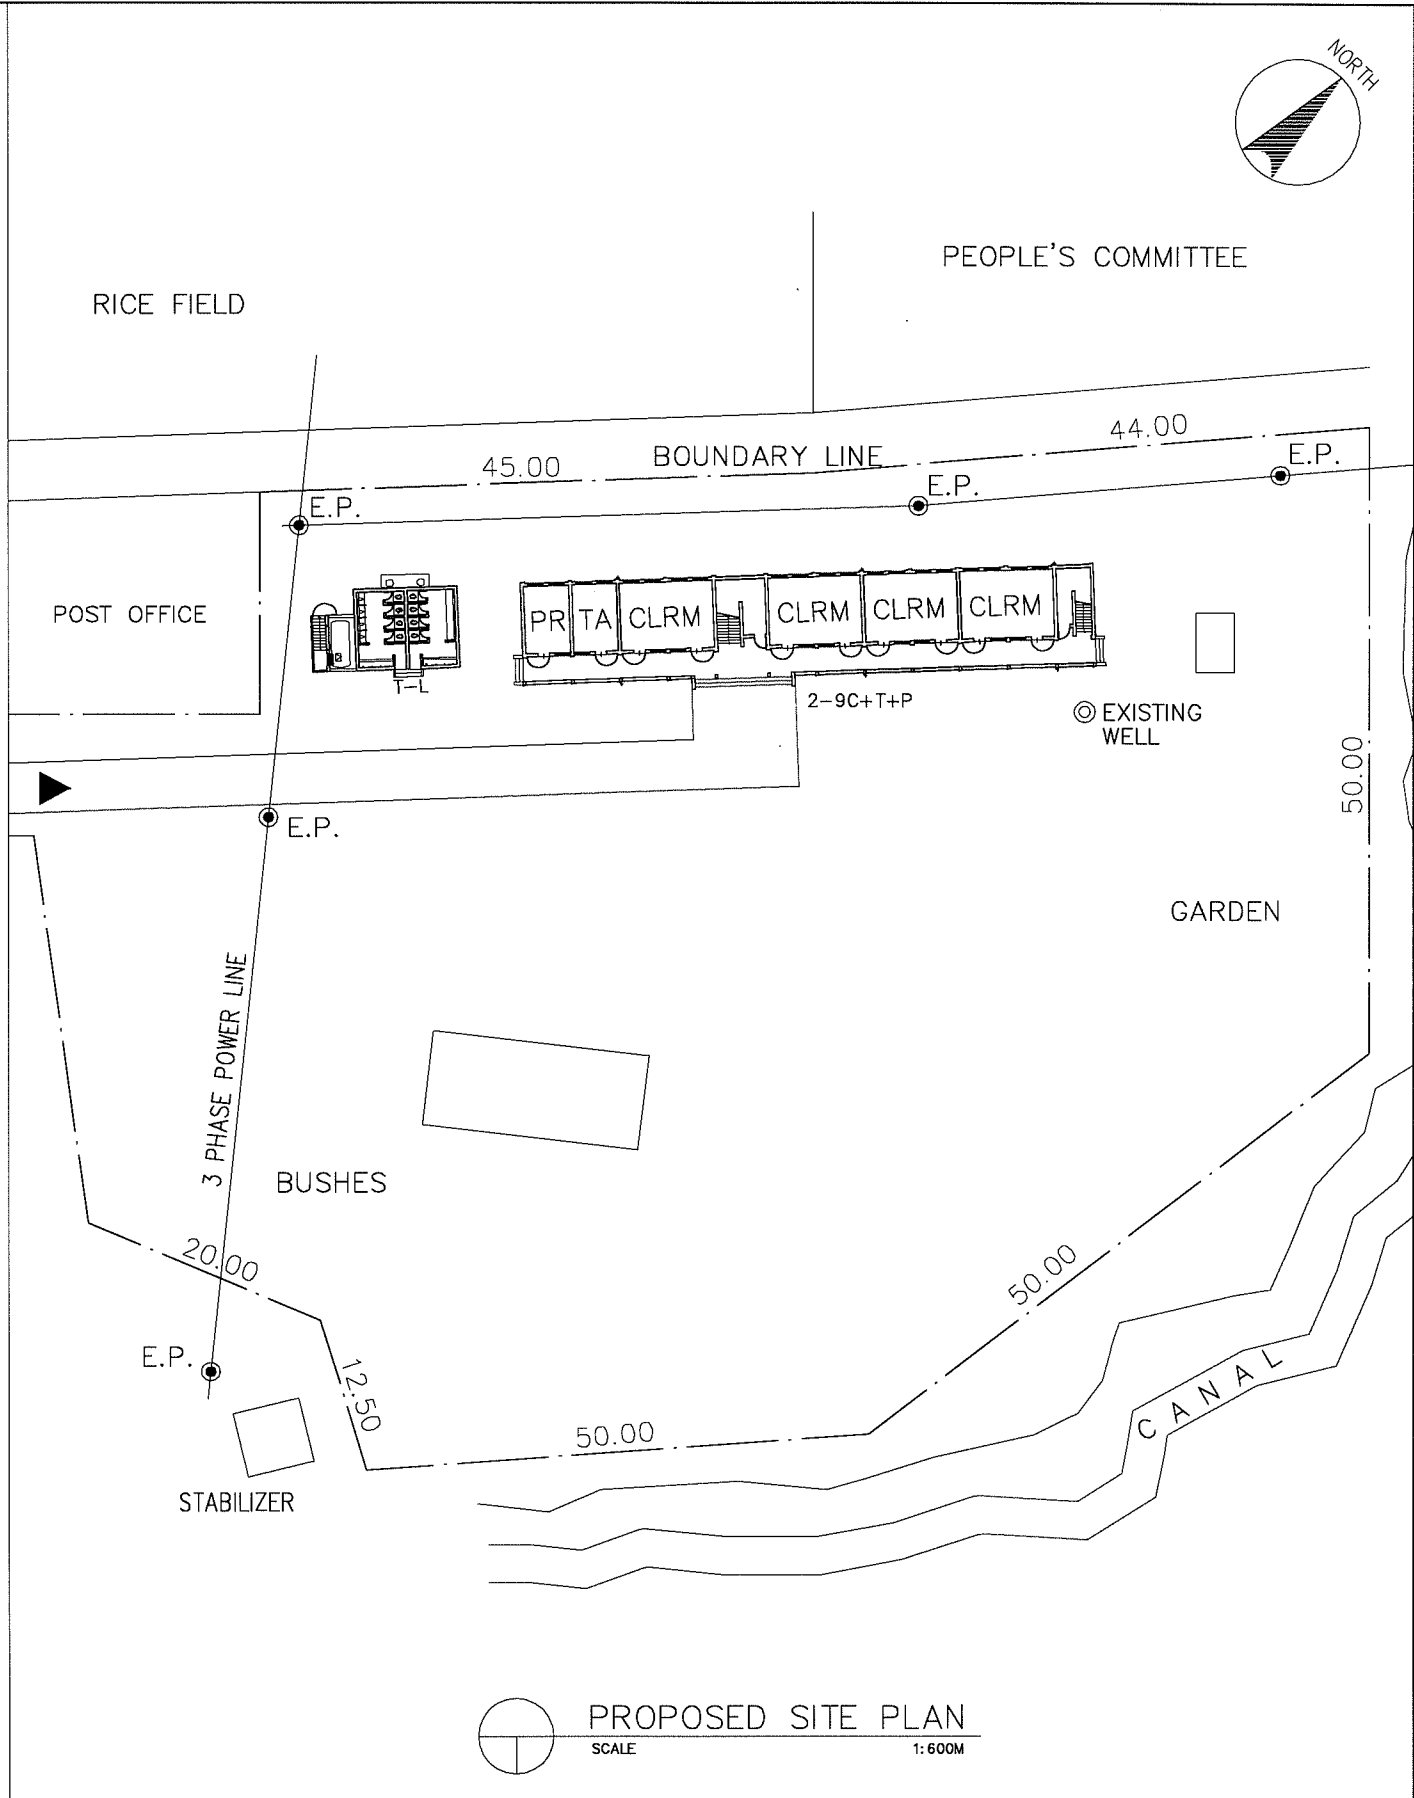 NORTH
PEOPLE'S COMMITTEE
RICE FIELD
44.00
BOUNDARY LINE
45.00
E.P.
E.P.
E.P.
POST OFFICE
PR
TA
CLRM
CLRM
CLRM
CLRM
T-L
2-9C+T+P
EXISTING
WELL
50.00
E.P.
GARDEN
3 PHASE POWER LINE
BUSHES
20.00
50.00
E.P.
12.50
50.00
CANAL
STABILIZER
PROPOSED SITE PLAN
SCALE 1:600M